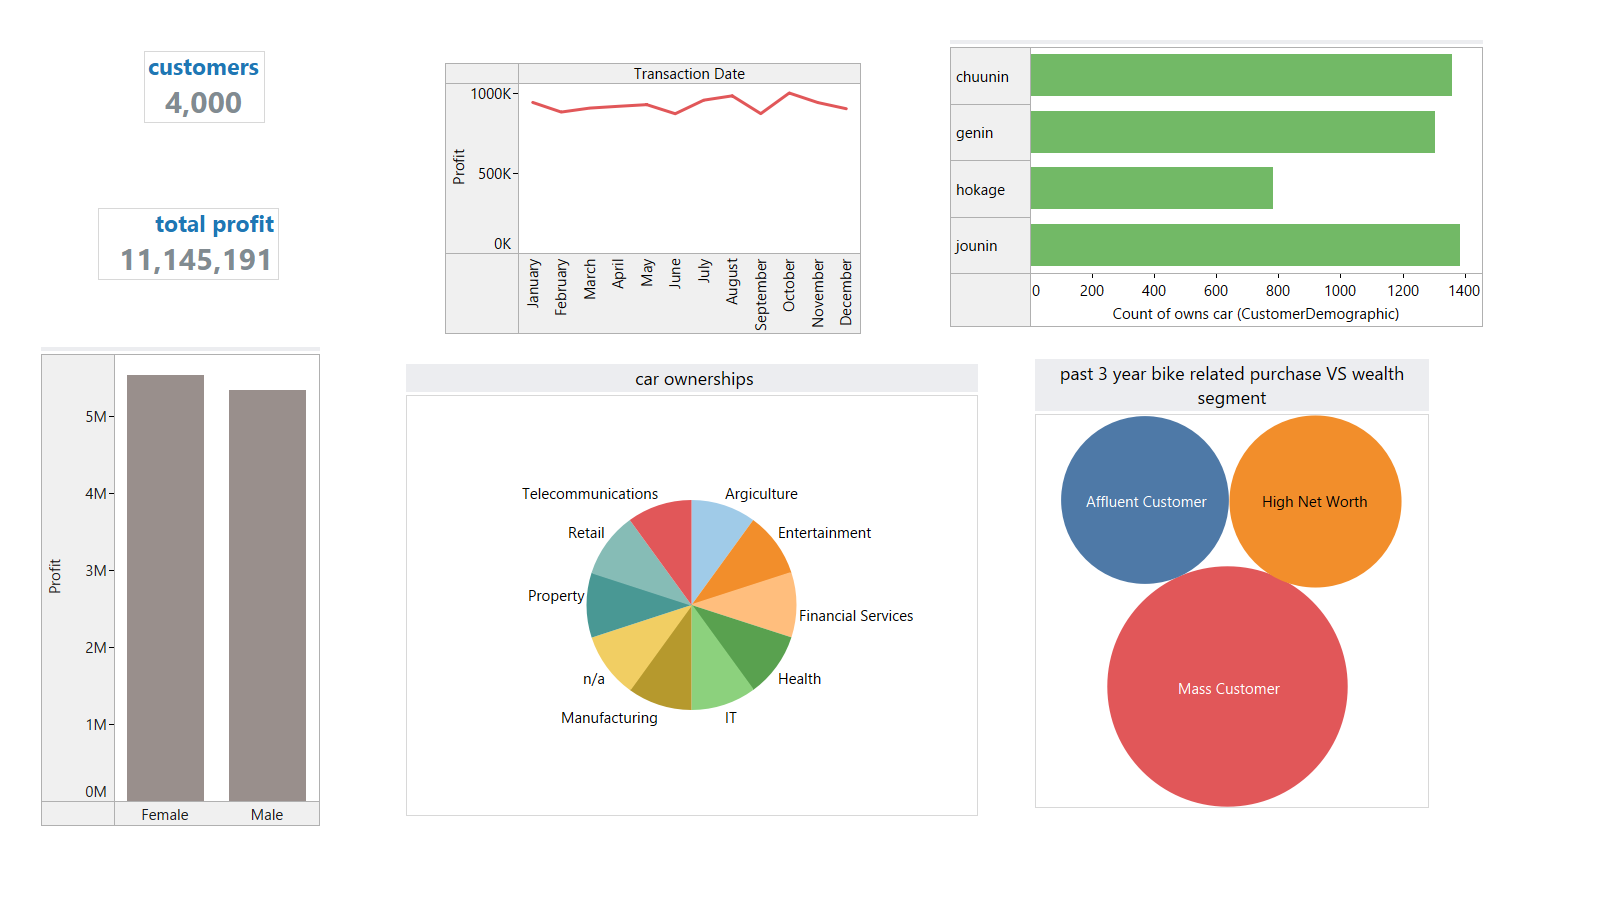 customers
4,000
total profit
11,145,191
Transaction Date
Profit
1000K
500K
0K
January
February
March
April
May
June
July
August
September
October
November
December
chuunin
genin
hokage
jounin
0 200 400 600 800 1000 1200 1400
Count of owns car (CustomerDemographic)
Profit
5M
4M
3M
2M
1M
0M
Female Male
car ownerships
Telecommunications
Argiculture
Retail
Entertainment
Property
Financial Services
n/a
Health
Manufacturing
IT
past 3 year bike related purchase VS wealth
segment
Affluent Customer
High Net Worth
Mass Customer